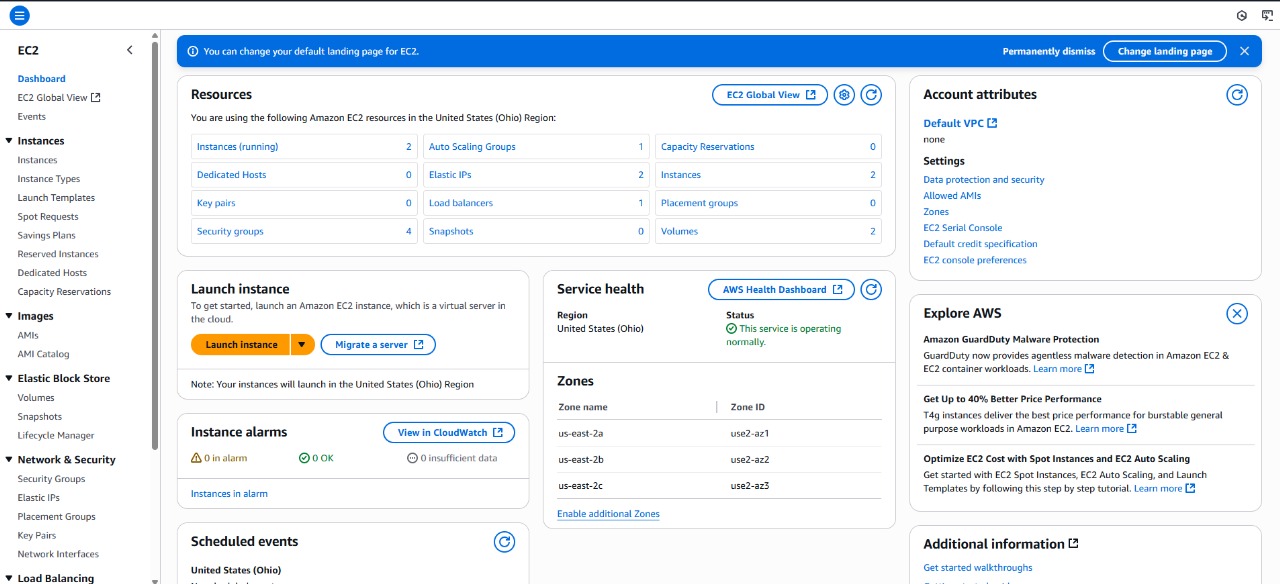 EC2
Dashboard
EC2 Global View
Events
Instances
Instances
Instance Types
Launch Templates
Spot Requests
Savings Plans
Reserved Instances
Dedicated Hosts
Capacity Reservations
Images
AMIs
AMI Catalog
Elastic Block Store
Volumes
Snapshots
Lifecycle Manager
Network & Security
Security Groups
Elastic IPs
Placement Groups
Key Pairs
Network Interfaces
Load Balancing
You can change your default landing page for EC2.
Permanently dismiss
Change landing page
Resources
EC2 Global View
You are using the following Amazon EC2 resources in the United States (Ohio) Region:
Instances (running) 2
Auto Scaling Groups 1
Capacity Reservations 0
Dedicated Hosts 0
Elastic IPs 2
Instances 2
Key pairs 0
Load balancers 1
Placement groups 0
Security groups 4
Snapshots 0
Volumes 2
Launch instance
To get started, launch an Amazon EC2 instance, which is a virtual server in
the cloud.
Launch instance
Migrate a server
Note: Your instances will launch in the United States (Ohio) Region
Instance alarms
View in CloudWatch
0 in alarm
0 OK
0 insufficient data
Instances in alarm
Scheduled events
United States (Ohio)
Service health
AWS Health Dashboard
Region
United States (Ohio)
Status
This service is operating
normally.
Zones
Zone name
Zone ID
us-east-2a
use2-az1
us-east-2b
use2-az2
us-east-2c
use2-az3
Enable additional Zones
Account attributes
Default VPC
none
Settings
Data protection and security
Allowed AMIs
Zones
EC2 Serial Console
Default credit specification
EC2 console preferences
Explore AWS
Amazon GuardDuty Malware Protection
GuardDuty now provides agentless malware detection in Amazon EC2 &
EC2 container workloads. Learn more
Get Up to 40% Better Price Performance
T4g instances deliver the best price performance for burstable general
purpose workloads in Amazon EC2. Learn more
Optimize EC2 Cost with Spot Instances and EC2 Auto Scaling
Get started with EC2 Spot Instances, EC2 Auto Scaling, and Launch
Templates by following this step by step tutorial. Learn more
Additional information
Get started walkthroughs